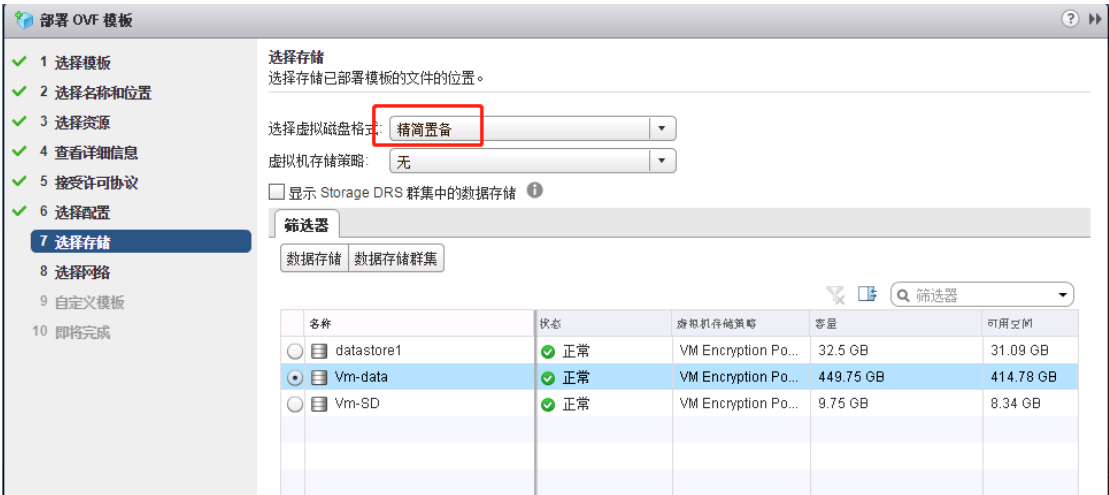 部署 OVF 模板
1 选择模板
2 选择名称和位置
3 选择资源
4 查看详细信息
5 接受许可协议
6 选择配置
7 选择存储
8 选择网络
9 自定义模板
10 即将完成
选择存储
选择存储已部署模板的文件的位置。
选择虚拟磁盘格式: 精简置备
虚拟机存储策略: 无
显示 Storage DRS 群集中的数据存储
筛选器
数据存储 数据存储群集
筛选器
名称 状态 虚拟机存储策略 容量 可用空间
datastore1 正常 VM Encryption Po... 32.5 GB 31.09 GB
Vm-data 正常 VM Encryption Po... 449.75 GB 414.78 GB
Vm-SD 正常 VM Encryption Po... 9.75 GB 8.34 GB